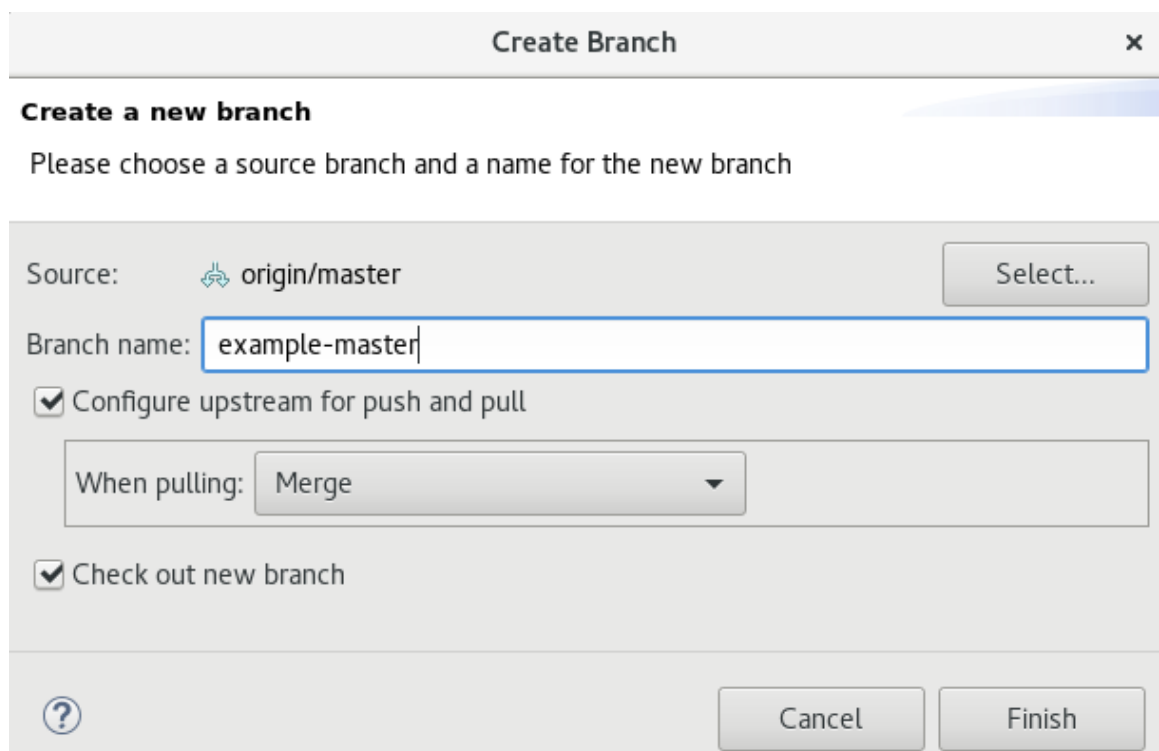 Create Branch ×
Create a new branch
Please choose a source branch and a name for the new branch
Source: origin/master Select...
Branch name: example-master
Configure upstream for push and pull
When pulling: Merge
Check out new branch
? Cancel Finish